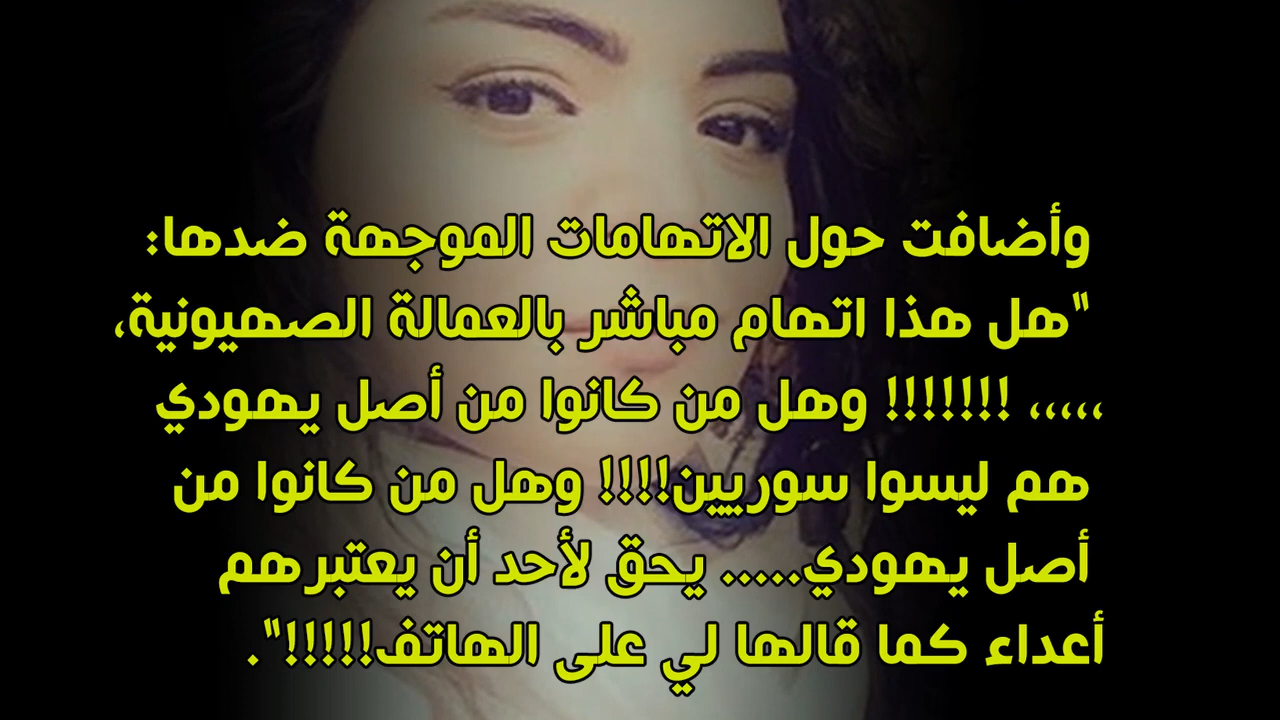 وأضافت حول الاتهامات الموجهة ضدها:
"هل هذا اتهام مباشر بالعمالة الصهيونية،
،،،،، !!!!!!! وهل من كانوا من أصل يهودي
هم ليسوا سوريين!!!! وهل من كانوا من
أصل يهودي..... يحق لأحد أن يعتبرهم
أعداء كما قالها لي على الهاتف!!!!!".